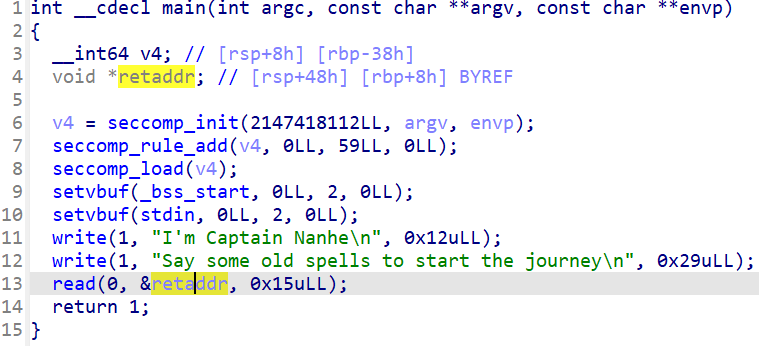 1 int __cdecl main(int argc, const char **argv, const char **envp)
2 {
3   __int64 v4; // [rsp+8h] [rbp-38h]
4   void *retaddr; // [rsp+48h] [rbp+8h] BYREF
5
6   v4 = seccomp_init(2147418112LL, argv, envp);
7   seccomp_rule_add(v4, 0LL, 59LL, 0LL);
8   seccomp_load(v4);
9   setvbuf(_bss_start, 0LL, 2, 0LL);
10   setvbuf(stdin, 0LL, 2, 0LL);
11   write(1, "I'm Captain Nanhe\n", 0x12uLL);
12   write(1, "Say some old spells to start the journey\n", 0x29uLL);
13   read(0, &retaddr, 0x15uLL);
14   return 1;
15 }